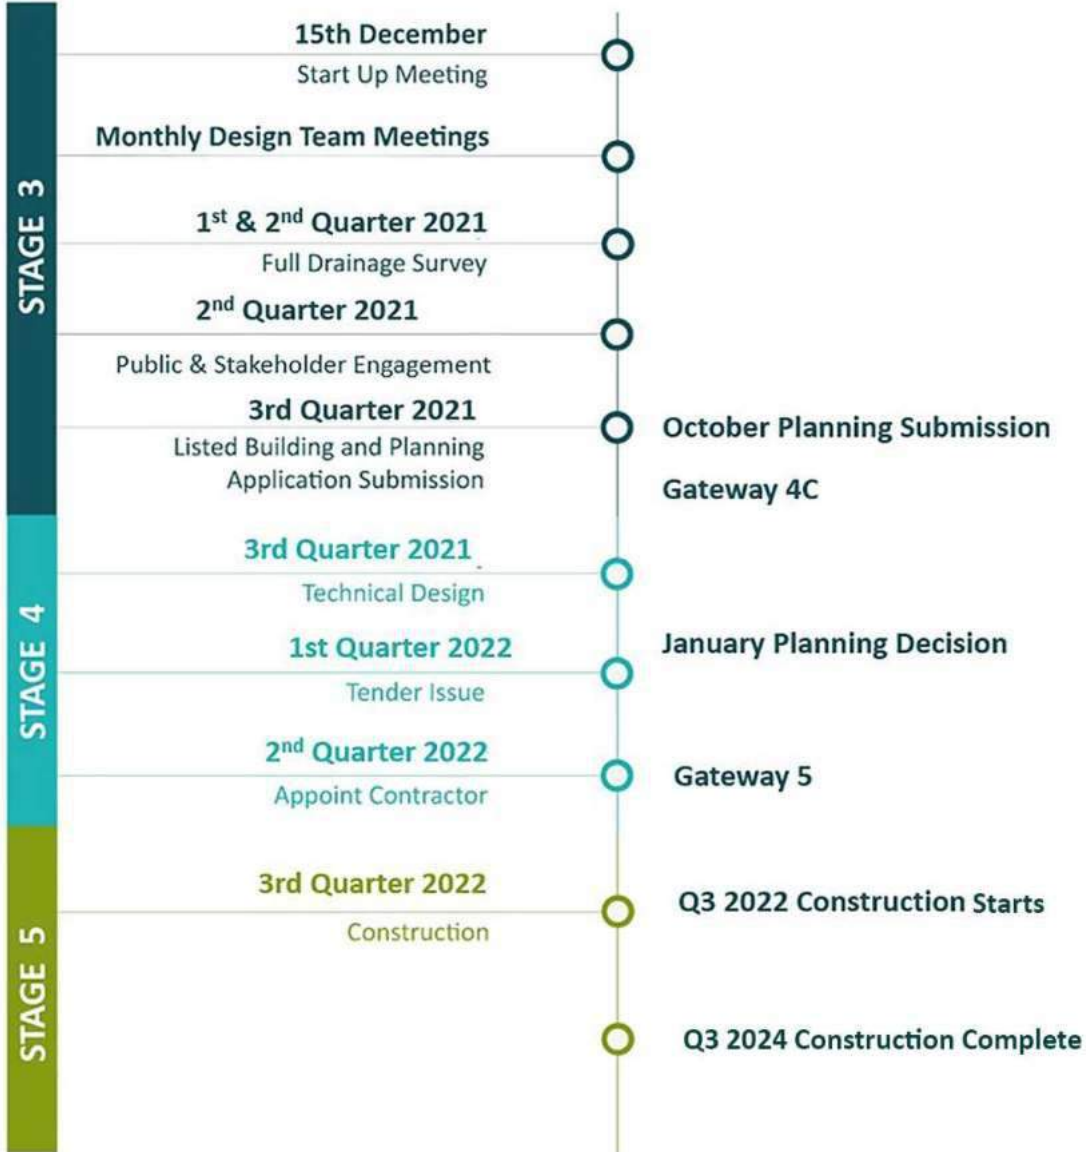 STAGE 3
15th December
Start Up Meeting
Monthly Design Team Meetings
1st & 2nd Quarter 2021
Full Drainage Survey
2nd Quarter 2021
Public & Stakeholder Engagement
3rd Quarter 2021
Listed Building and Planning
Application Submission
October Planning Submission
Gateway 4C
STAGE 4
3rd Quarter 2021
Technical Design
1st Quarter 2022
Tender Issue
January Planning Decision
2nd Quarter 2022
Appoint Contractor
Gateway 5
STAGE 5
3rd Quarter 2022
Construction
Q3 2022 Construction Starts
Q3 2024 Construction Complete